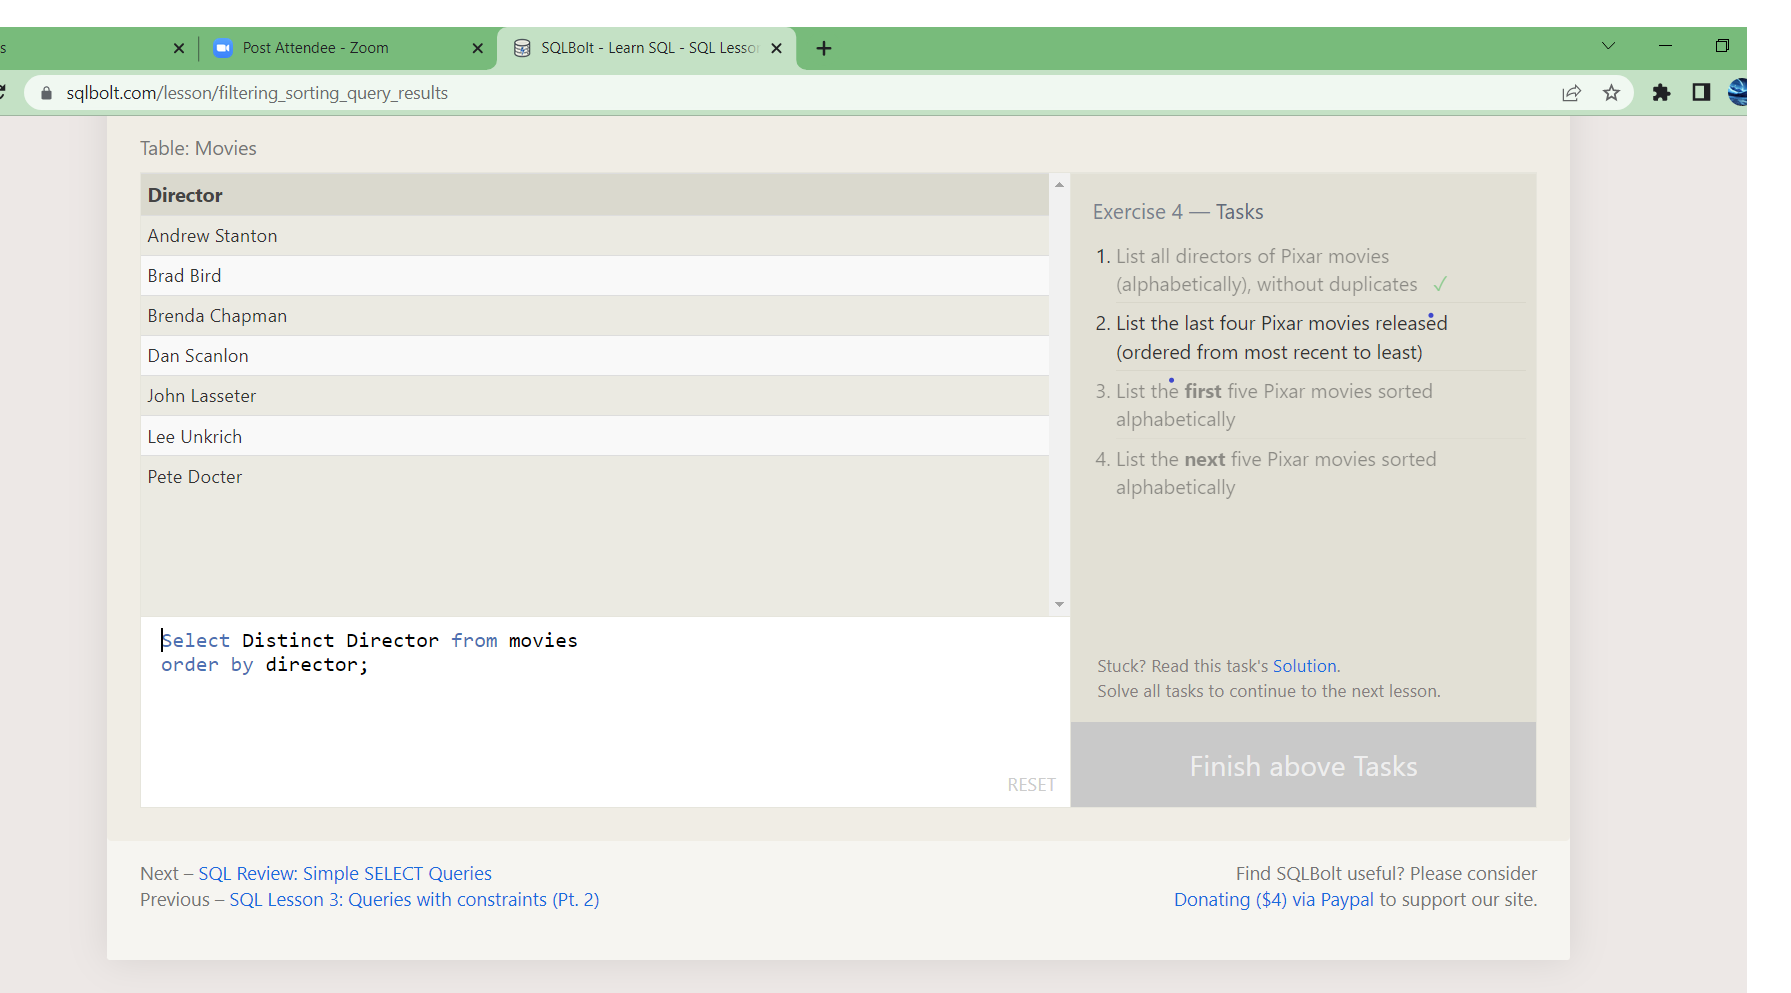 s
Post Attendee - Zoom
SQLBolt - Learn SQL - SQL Lesson
sqlbolt.com/lesson/filtering_sorting_query_results
Table: Movies
Director
Andrew Stanton
Brad Bird
Brenda Chapman
Dan Scanlon
John Lasseter
Lee Unkrich
Pete Docter
Select Distinct Director from movies
order by director;
RESET
Exercise 4 — Tasks
1. List all directors of Pixar movies
(alphabetically), without duplicates ✓
2. List the last four Pixar movies released
(ordered from most recent to least)
3. List the first five Pixar movies sorted
alphabetically
4. List the next five Pixar movies sorted
alphabetically
Stuck? Read this task's Solution.
Solve all tasks to continue to the next lesson.
Finish above Tasks
Next – SQL Review: Simple SELECT Queries
Previous – SQL Lesson 3: Queries with constraints (Pt. 2)
Find SQLBolt useful? Please consider
Donating ($4) via Paypal to support our site.